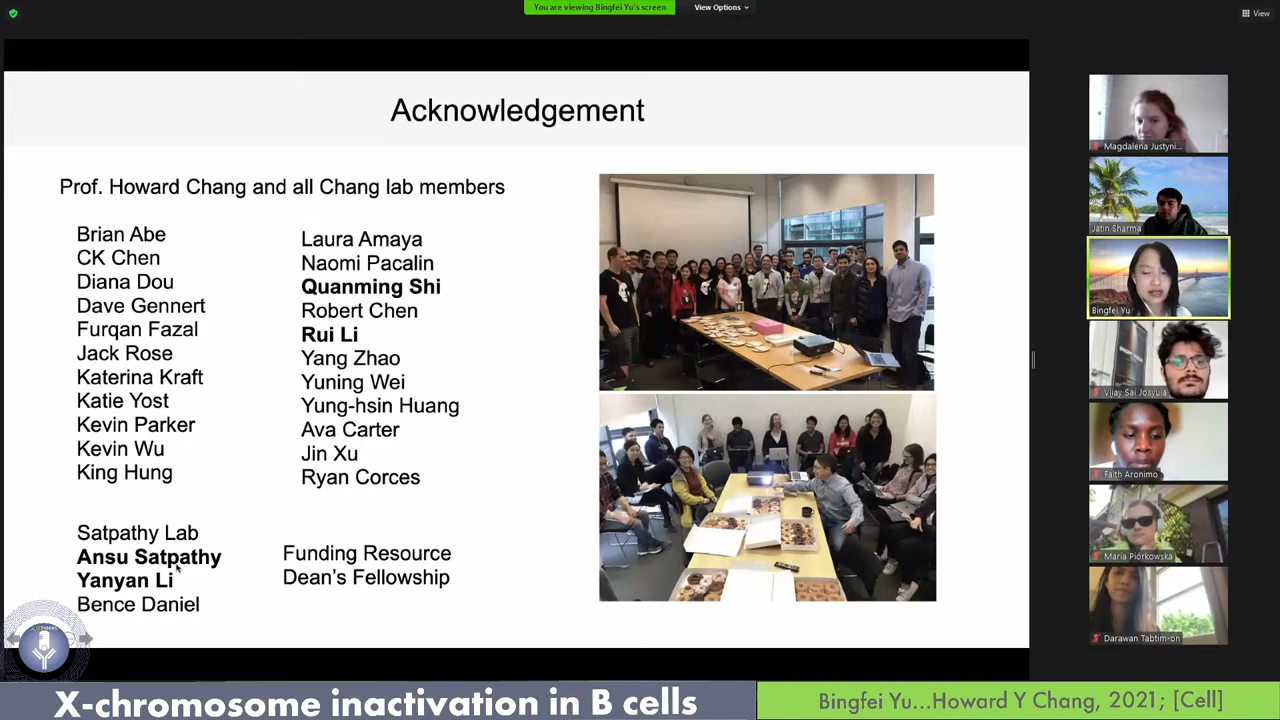 You are viewing Bingfei Yu's screen
View Options
View
Acknowledgement
Prof. Howard Chang and all Chang lab members
Brian Abe
CK Chen
Diana Dou
Dave Gennert
Furqan Fazal
Jack Rose
Katerina Kraft
Katie Yost
Kevin Parker
Kevin Wu
King Hung
Laura Amaya
Naomi Pacalin
Quanming Shi
Robert Chen
Rui Li
Yang Zhao
Yuning Wei
Yung-hsin Huang
Ava Carter
Jin Xu
Ryan Corces
Satpathy Lab
Ansu Satpathy
Yanyan Li
Bence Daniel
Funding Resource
Dean's Fellowship
Magdalena Justyni...
Jatin Sharma
Bingfei Yu
Vijay Sai Josyula
Faith Aronimo
Maria Piórkowska
Darawan Tabtim-on
X-chromosome inactivation in B cells
Bingfei Yu...Howard Y Chang, 2021; [Cell]